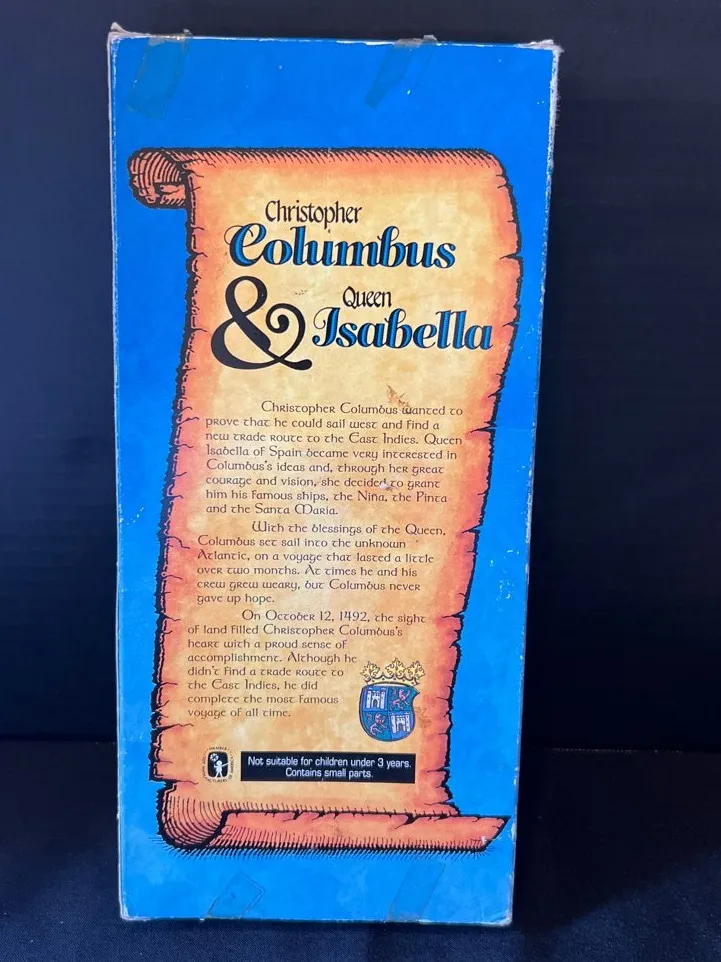 Christopher
Columbus
& Queen
Isabella
Christopher Columbus wanted to
prove that he could sail west and find a
new trade route to the East Indies. Queen
Isabella of Spain became very interested in
Columbus's ideas and, through her great
courage and vision, she decided to grant
him his famous ships, the Niña, the Pinta
and the Santa Maria.
With the blessings of the Queen,
Columbus set sail into the unknown
Atlantic, on a voyage that lasted a little
over two months. At times he and his
crew grew weary, but Columbus never
gave up hope.
On October 12, 1492, the sight
of land filled Christopher Columbus's
heart with a proud sense of
accomplishment. Although he
didn't find a trade route to
the East Indies, he did
complete the most famous
voyage of all time.
MEMBER
Not suitable for children under 3 years.
Contains small parts.